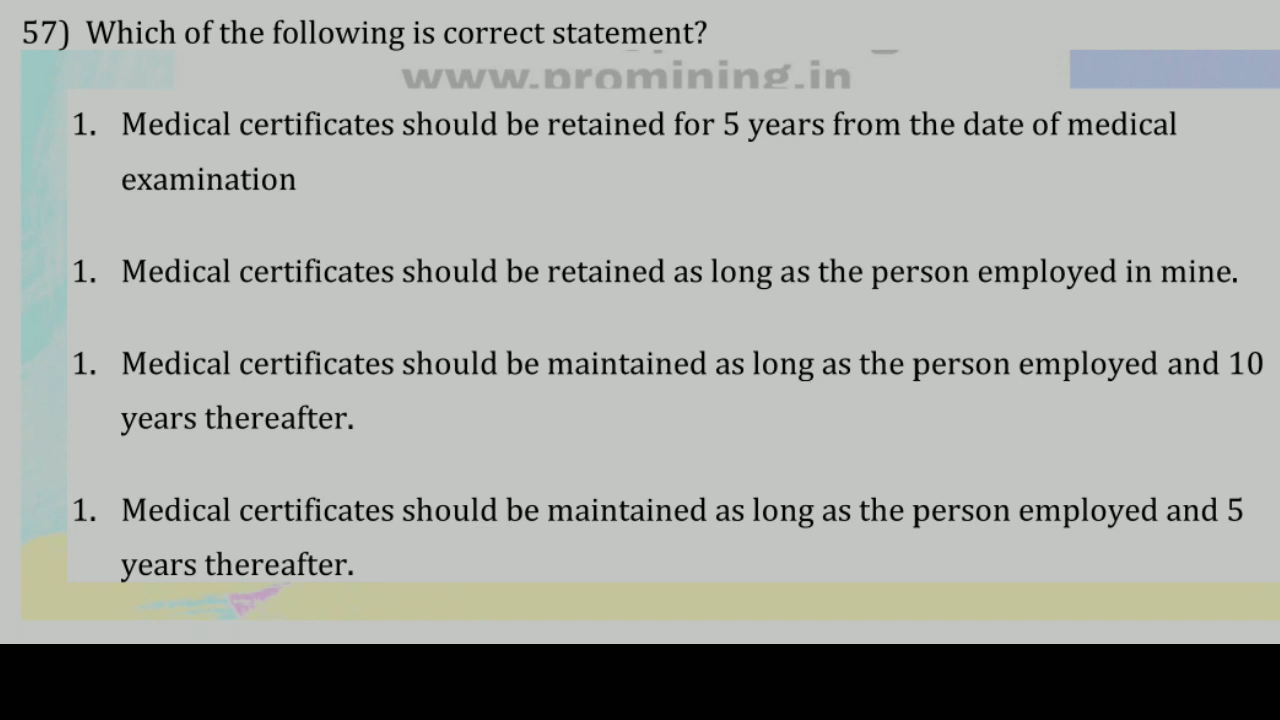 57) Which of the following is correct statement?
www.promining.in
1. Medical certificates should be retained for 5 years from the date of medical
examination
1. Medical certificates should be retained as long as the person employed in mine.
1. Medical certificates should be maintained as long as the person employed and 10
years thereafter.
1. Medical certificates should be maintained as long as the person employed and 5
years thereafter.